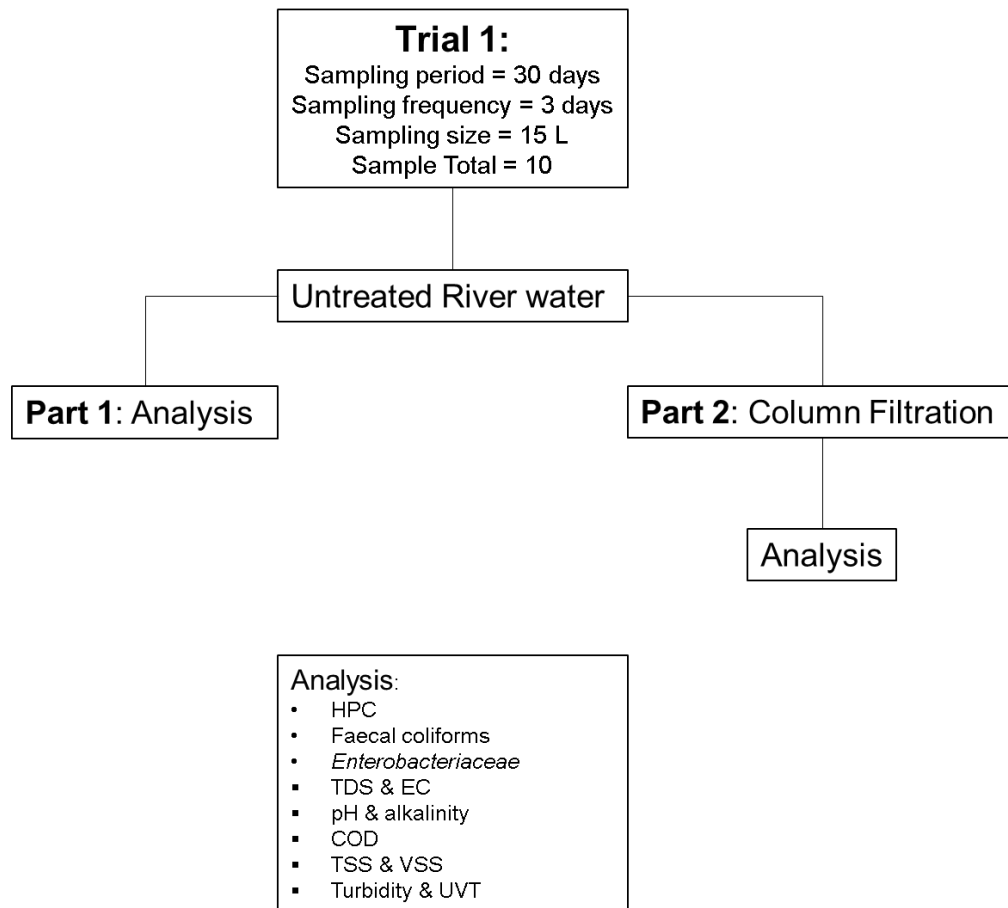 Trial 1:
Sampling period = 30 days
Sampling frequency = 3 days
Sampling size = 15 L
Sample Total = 10
Untreated River water
Part 1: Analysis
Part 2: Column Filtration
Analysis
Analysis:
• HPC
• Faecal coliforms
• Enterobacteriaceae
▪ TDS & EC
▪ pH & alkalinity
▪ COD
▪ TSS & VSS
▪ Turbidity & UVT